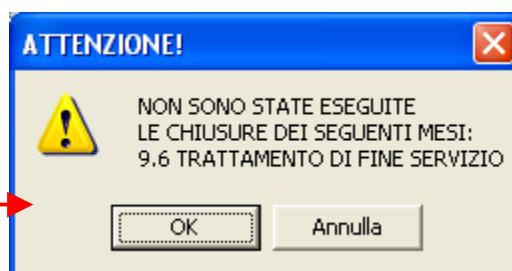 ATTENZIONE!
NON SONO STATE ESEGUITE
LE CHIUSURE DEI SEGUENTI MESI:
9.6 TRATTAMENTO DI FINE SERVIZIO
OK
Annulla